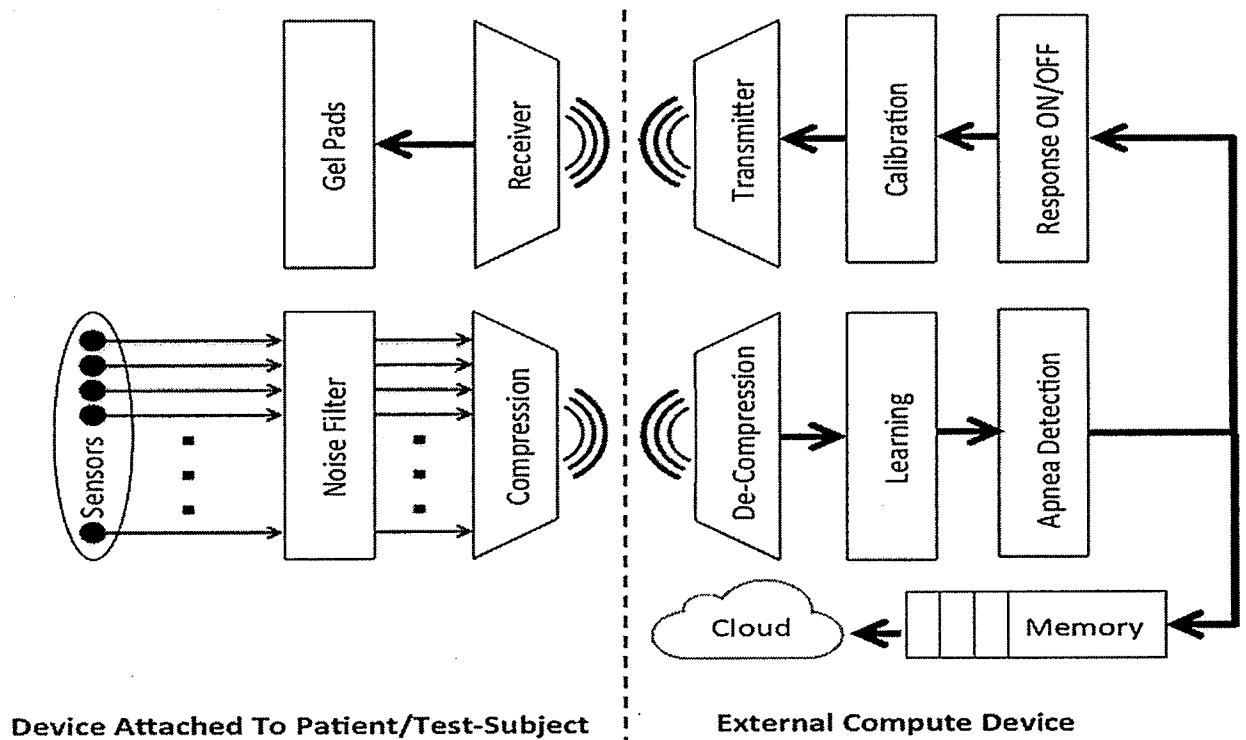 Gel Pads
Receiver
Transmitter
Calibration
Response ON/OFF
Sensors
Noise Filter
Compression
De-Compression
Learning
Apnea Detection
Cloud
Memory
Device Attached To Patient/Test-Subject
External Compute Device